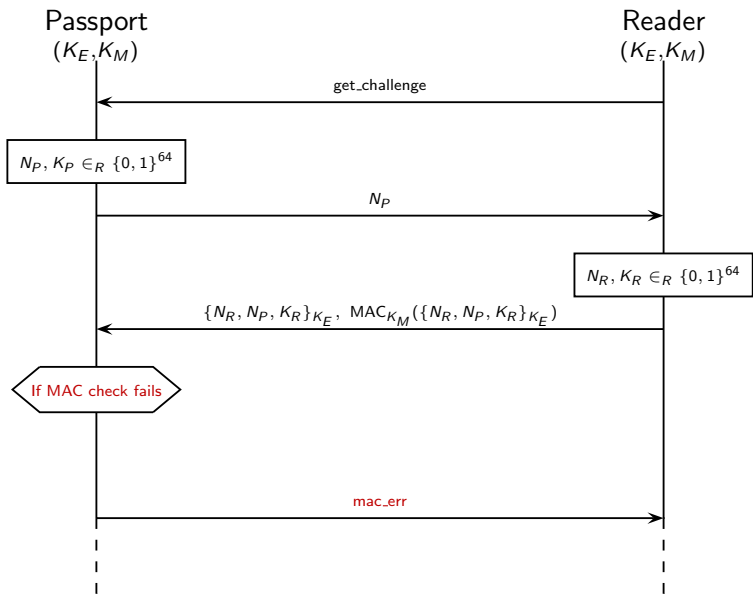 Passport
(K_E,K_M)
Reader
(K_E,K_M)
get_challenge
N_P, K_P ∈_R {0, 1}^64
N_P
N_R, K_R ∈_R {0, 1}^64
{N_R, N_P, K_R}_{K_E}, MAC_{K_M}({N_R, N_P, K_R}_{K_E})
If MAC check fails
mac_err